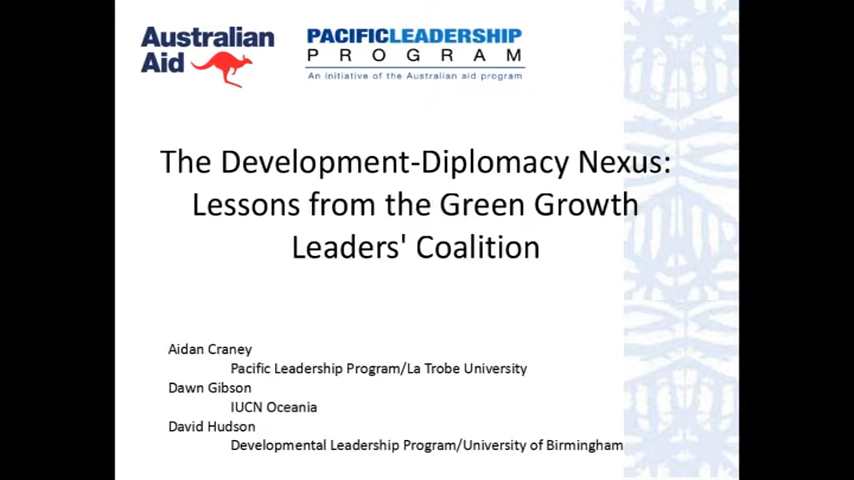 Australian
Aid
PACIFICLEADERSHIP
PROGRAM
An initiative of the Australian aid program
The Development-Diplomacy Nexus:
Lessons from the Green Growth
Leaders' Coalition
Aidan Craney
Pacific Leadership Program/La Trobe University
Dawn Gibson
IUCN Oceania
David Hudson
Developmental Leadership Program/University of Birmingham